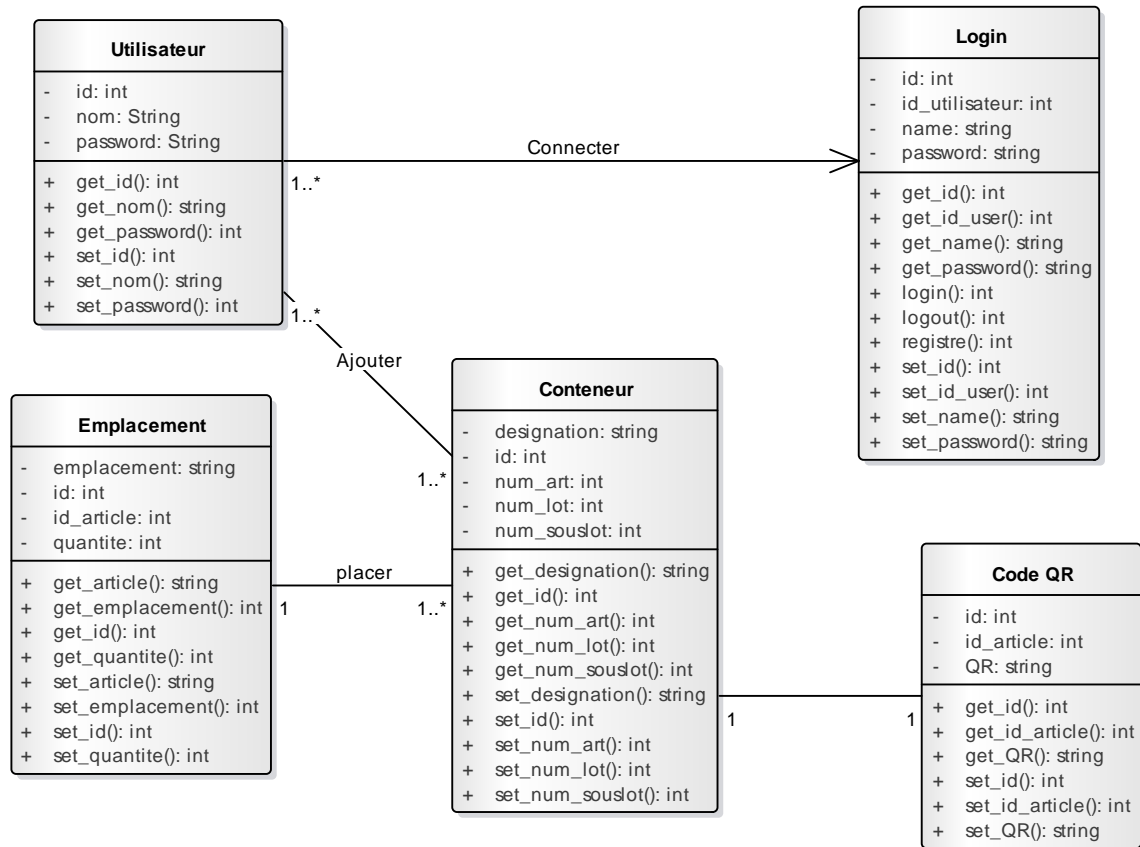 Utilisateur
- id: int
- nom: String
- password: String
+ get_id(): int
+ get_nom(): string
+ get_password(): int
+ set_id(): int
+ set_nom(): string
+ set_password(): int
Connecter
1..*
Login
- id: int
- id_utilisateur: int
- name: string
- password: string
+ get_id(): int
+ get_id_user(): int
+ get_name(): string
+ get_password(): string
+ login(): int
+ logout(): int
+ registre(): int
+ set_id(): int
+ set_id_user(): int
+ set_name(): string
+ set_password(): string
1..*
Ajouter
1..*
Emplacement
- emplacement: string
- id: int
- id_article: int
- quantite: int
+ get_article(): string
+ get_emplacement(): int
+ get_id(): int
+ get_quantite(): int
+ set_article(): string
+ set_emplacement(): int
+ set_id(): int
+ set_quantite(): int
placer
1
1..*
Conteneur
- designation: string
- id: int
- num_art: int
- num_lot: int
- num_souslot: int
+ get_designation(): string
+ get_id(): int
+ get_num_art(): int
+ get_num_lot(): int
+ get_num_souslot(): int
+ set_designation(): string
+ set_id(): int
+ set_num_art(): int
+ set_num_lot(): int
+ set_num_souslot(): int
1
1
Code QR
- id: int
- id_article: int
- QR: string
+ get_id(): int
+ get_id_article(): int
+ get_QR(): string
+ set_id(): int
+ set_id_article(): int
+ set_QR(): string